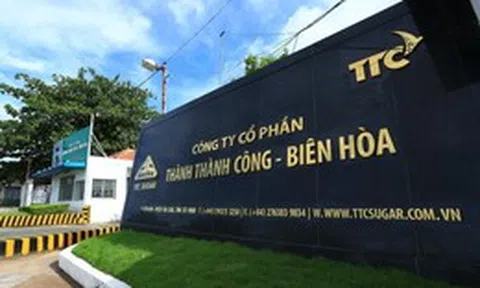 TTC
CÔNG TY CỔ PHẦN
THÀNH THÀNH CÔNG - BIÊN HÒA
TTC SUGAR
W. WWW.TTCSUGAR.COM.VN